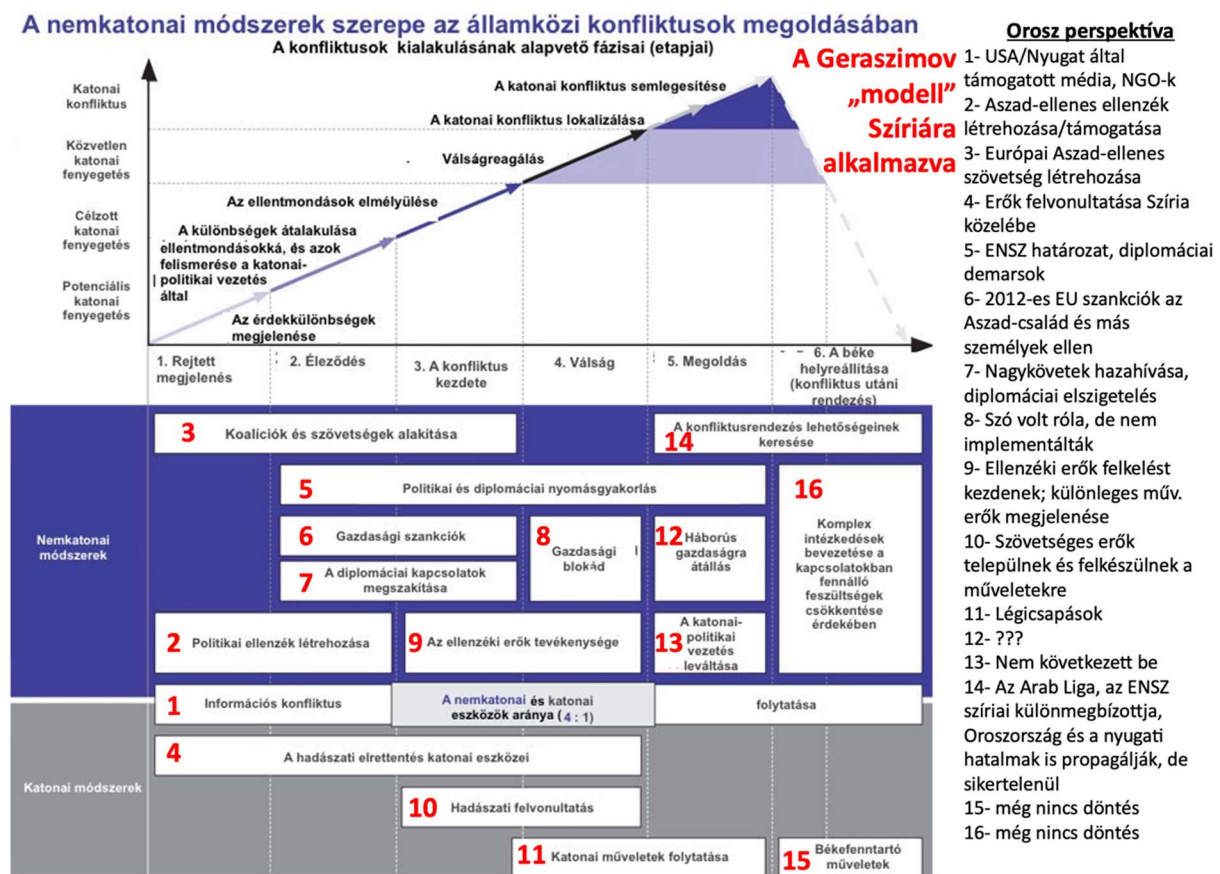 A nemkatonai módszerek szerepe az államközi konfliktusok megoldásában
A konfliktusok kialakulásának alapvető fázisai (etapjai)
A Geraszimov
„modell”
Szíriára
alkalmazva
Katonai
konfliktus
Közvetlen
katonai
fenyegetés
Célzott
katonai
fenyegetés
Potenciális
katonai
fenyegetés
A katonai konfliktus semlegesítése
A katonai konfliktus lokalizálása
Válságreagálás
Az ellentmondások elmélyülése
A különbségek átalakulása
ellentmondásokká, és azok
felismerése a katonai-
politikai vezetés
által
Az érdekkülönbségek
megjelenése
1. Rejtett
megjelenés
2. Éleződés
3. A konfliktus
kezdete
4. Válság
5. Megoldás
6. A béke
helyreállítása
(konfliktus utáni
rendezés)
Nemkatonai
módszerek
3 Koalíciók és szövetségek alakítása
14 A konfliktusrendezés lehetőségeinek
keresése
5 Politikai és diplomáciai nyomásgyakorlás
16
Komplex
intézkedések
bevezetése a
kapcsolatokban
fennálló
feszültségek
csökkentése
érdekében
6 Gazdasági szankciók
8 Gazdasági
blokád
12 Háborús
gazdaságra
átállás
7 A diplomáciai kapcsolatok
megszakítása
2 Politikai ellenzék létrehozása
9 Az ellenzéki erők tevékenysége
13 A katonai-
politikai
vezetés
leváltása
1 Információs konfliktus
A nemkatonai és katonai
eszközök aránya (4 : 1)
folytatása
Katonai módszerek
4 A hadászati elrettentés katonai eszközei
10 Hadászati felvonultatás
11 Katonai műveletek folytatása
15 Békefenntartó
műveletek
Orosz perspektíva
1- USA/Nyugat által
támogatott média, NGO-k
2- Aszad-ellenes ellenzék
létrehozása/támogatása
3- Európai Aszad-ellenes
szövetség létrehozása
4- Erők felvonultatása Szíria
közelébe
5- ENSZ határozat, diplomáciai
demarsok
6- 2012-es EU szankciók az
Aszad-család és más
személyek ellen
7- Nagykövetek hazahívása,
diplomáciai elszigetelés
8- Szó volt róla, de nem
implementálták
9- Ellenzéki erők felkelést
kezdenek; különleges műv.
erők megjelenése
10- Szövetséges erők
települnek és felkészülnek a
műveletekre
11- Légicsapások
12- ???
13- Nem következett be
14- Az Arab Liga, az ENSZ
szíriai különmegbízottja,
Oroszország és a nyugati
hatalmak is propagálják, de
sikertelenül
15- még nincs döntés
16- még nincs döntés